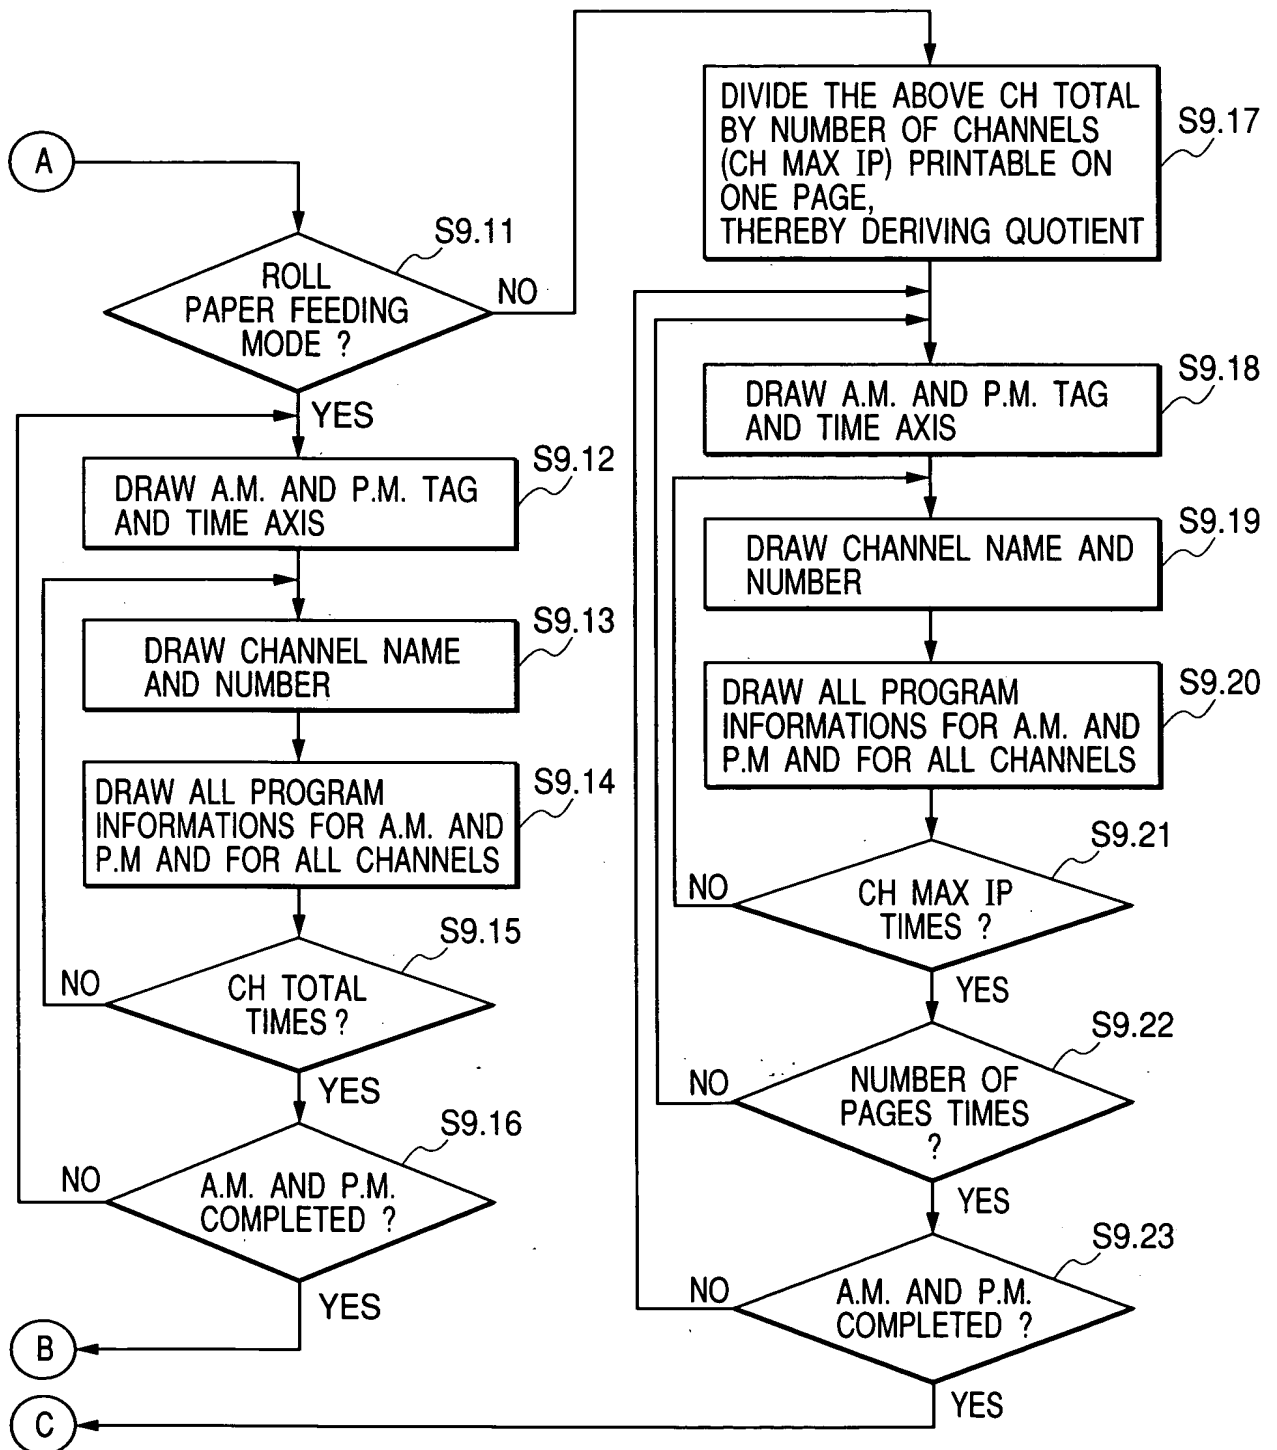 A
S9.11
ROLL
PAPER FEEDING
MODE ?
NO
YES
S9.12
DRAW A.M. AND P.M. TAG
AND TIME AXIS
S9.13
DRAW CHANNEL NAME
AND NUMBER
S9.14
DRAW ALL PROGRAM
INFORMATIONS FOR A.M. AND
P.M AND FOR ALL CHANNELS
S9.15
CH TOTAL
TIMES ?
NO
YES
S9.16
A.M. AND P.M.
COMPLETED ?
NO
YES
B
C
S9.17
DIVIDE THE ABOVE CH TOTAL
BY NUMBER OF CHANNELS
(CH MAX IP) PRINTABLE ON
ONE PAGE,
THEREBY DERIVING QUOTIENT
S9.18
DRAW A.M. AND P.M. TAG
AND TIME AXIS
S9.19
DRAW CHANNEL NAME AND
NUMBER
S9.20
DRAW ALL PROGRAM
INFORMATIONS FOR A.M. AND
P.M AND FOR ALL CHANNELS
S9.21
CH MAX IP
TIMES ?
NO
YES
S9.22
NUMBER OF
PAGES TIMES
?
NO
YES
S9.23
A.M. AND P.M.
COMPLETED ?
NO
YES